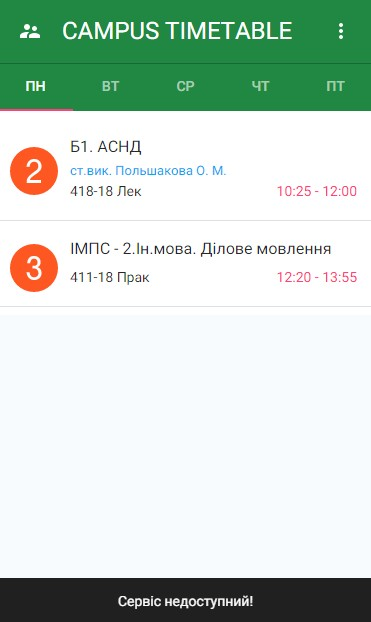 CAMPUS TIMETABLE
ПН ВТ СР ЧТ ПТ
2
Б1. АСНД
ст.вик. Польшакова О. М.
418-18 Лек 10:25 - 12:00
3
ІМПС - 2.Ін.мова. Ділове мовлення
411-18 Прак 12:20 - 13:55
Сервіс недоступний!